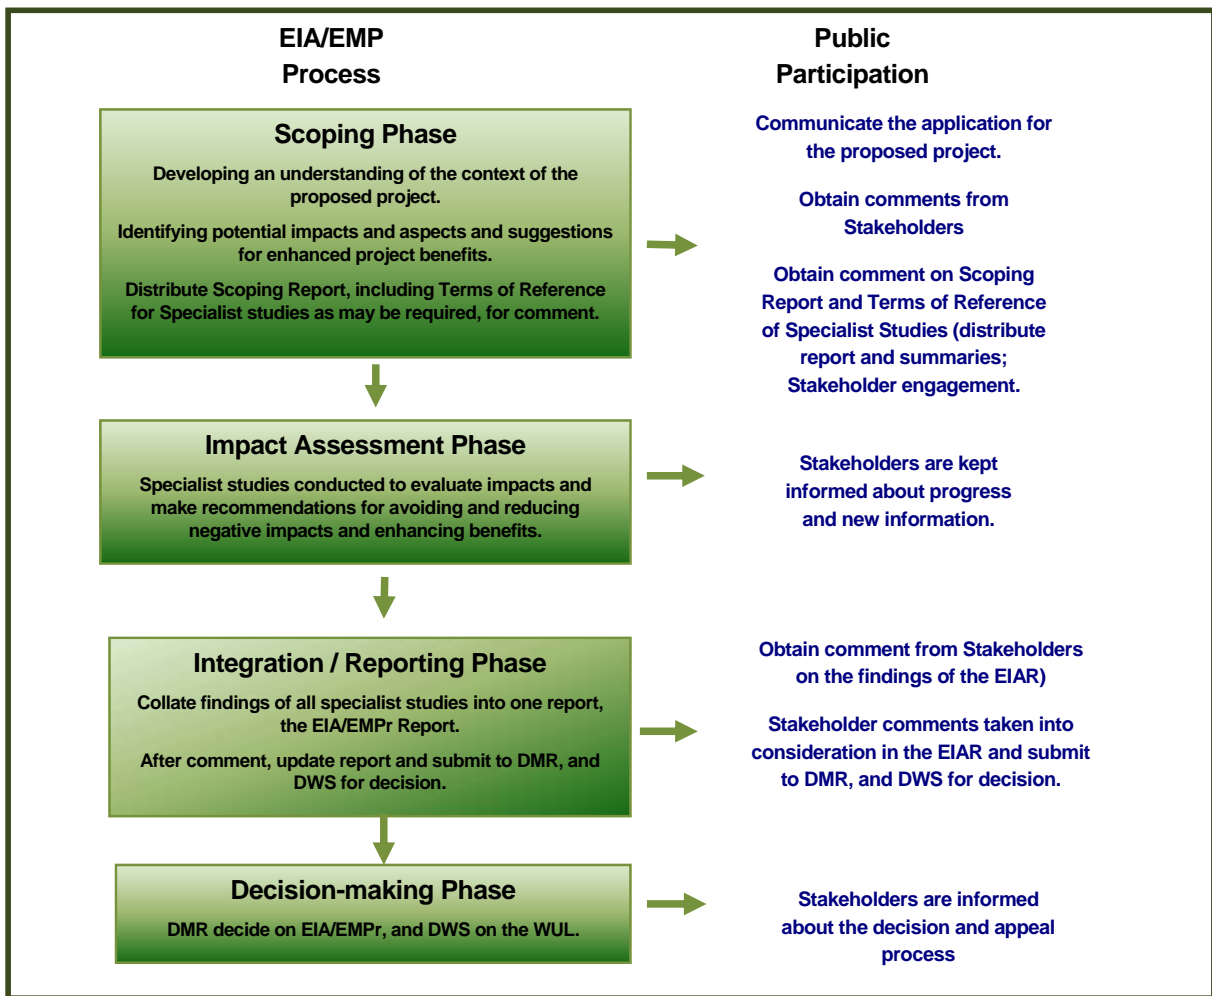 EIA/EMP
Process
Public
Participation
Scoping Phase
Developing an understanding of the context of the
proposed project.
Identifying potential impacts and aspects and suggestions
for enhanced project benefits.
Distribute Scoping Report, including Terms of Reference
for Specialist studies as may be required, for comment.
Communicate the application for
the proposed project.
Obtain comments from
Stakeholders
Obtain comment on Scoping
Report and Terms of Reference
of Specialist Studies (distribute
report and summaries;
Stakeholder engagement.
Impact Assessment Phase
Specialist studies conducted to evaluate impacts and
make recommendations for avoiding and reducing
negative impacts and enhancing benefits.
Stakeholders are kept
informed about progress
and new information.
Integration / Reporting Phase
Collate findings of all specialist studies into one report,
the EIA/EMPr Report.
After comment, update report and submit to DMR, and
DWS for decision.
Obtain comment from Stakeholders
on the findings of the EIAR)
Stakeholder comments taken into
consideration in the EIAR and submit
to DMR, and DWS for decision.
Decision-making Phase
DMR decide on EIA/EMPr, and DWS on the WUL.
Stakeholders are informed
about the decision and appeal
process